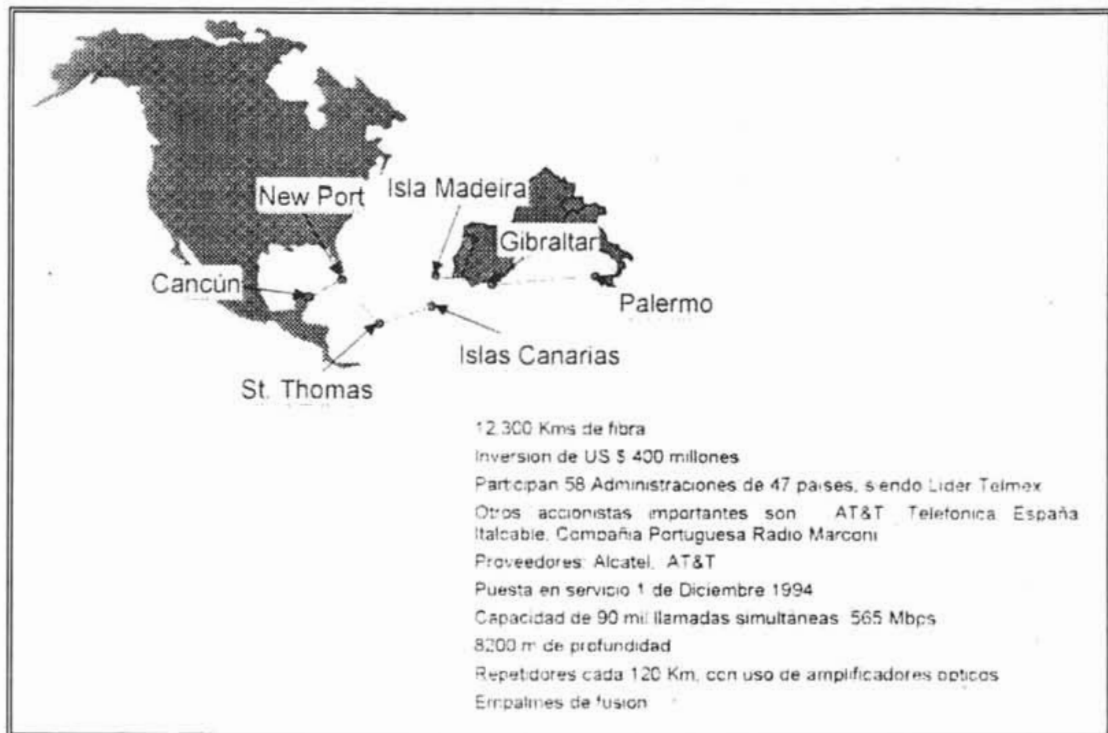 New Port
Isla Madeira
Gibraltar
Cancún
Palermo
Islas Canarias
St. Thomas
12,300 Kms de fibra
Inversion de US $ 400 millones
Participan 58 Administraciones de 47 paises, siendo Lider Telmex
Otros accionistas importantes son AT&T Telefonica España
Italcable, Compañia Portuguesa Radio Marconi
Proveedores: Alcatel, AT&T
Puesta en servicio 1 de Diciembre 1994
Capacidad de 90 mil llamadas simultáneas 565 Mbps
8200 m de profundidad
Repetidores cada 120 Km, con uso de amplificadores opticos
Empalmes de fusion